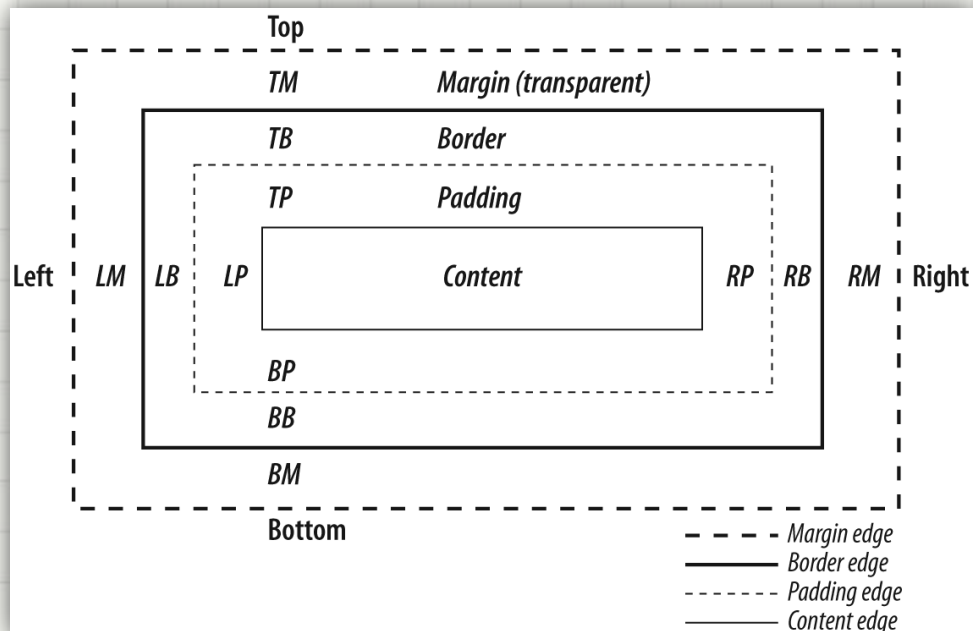 Top
TM Margin (transparent)
TB Border
TP Padding
Left LM LB LP Content RP RB RM Right
BP
BB
BM
Bottom
Margin edge
Border edge
Padding edge
Content edge